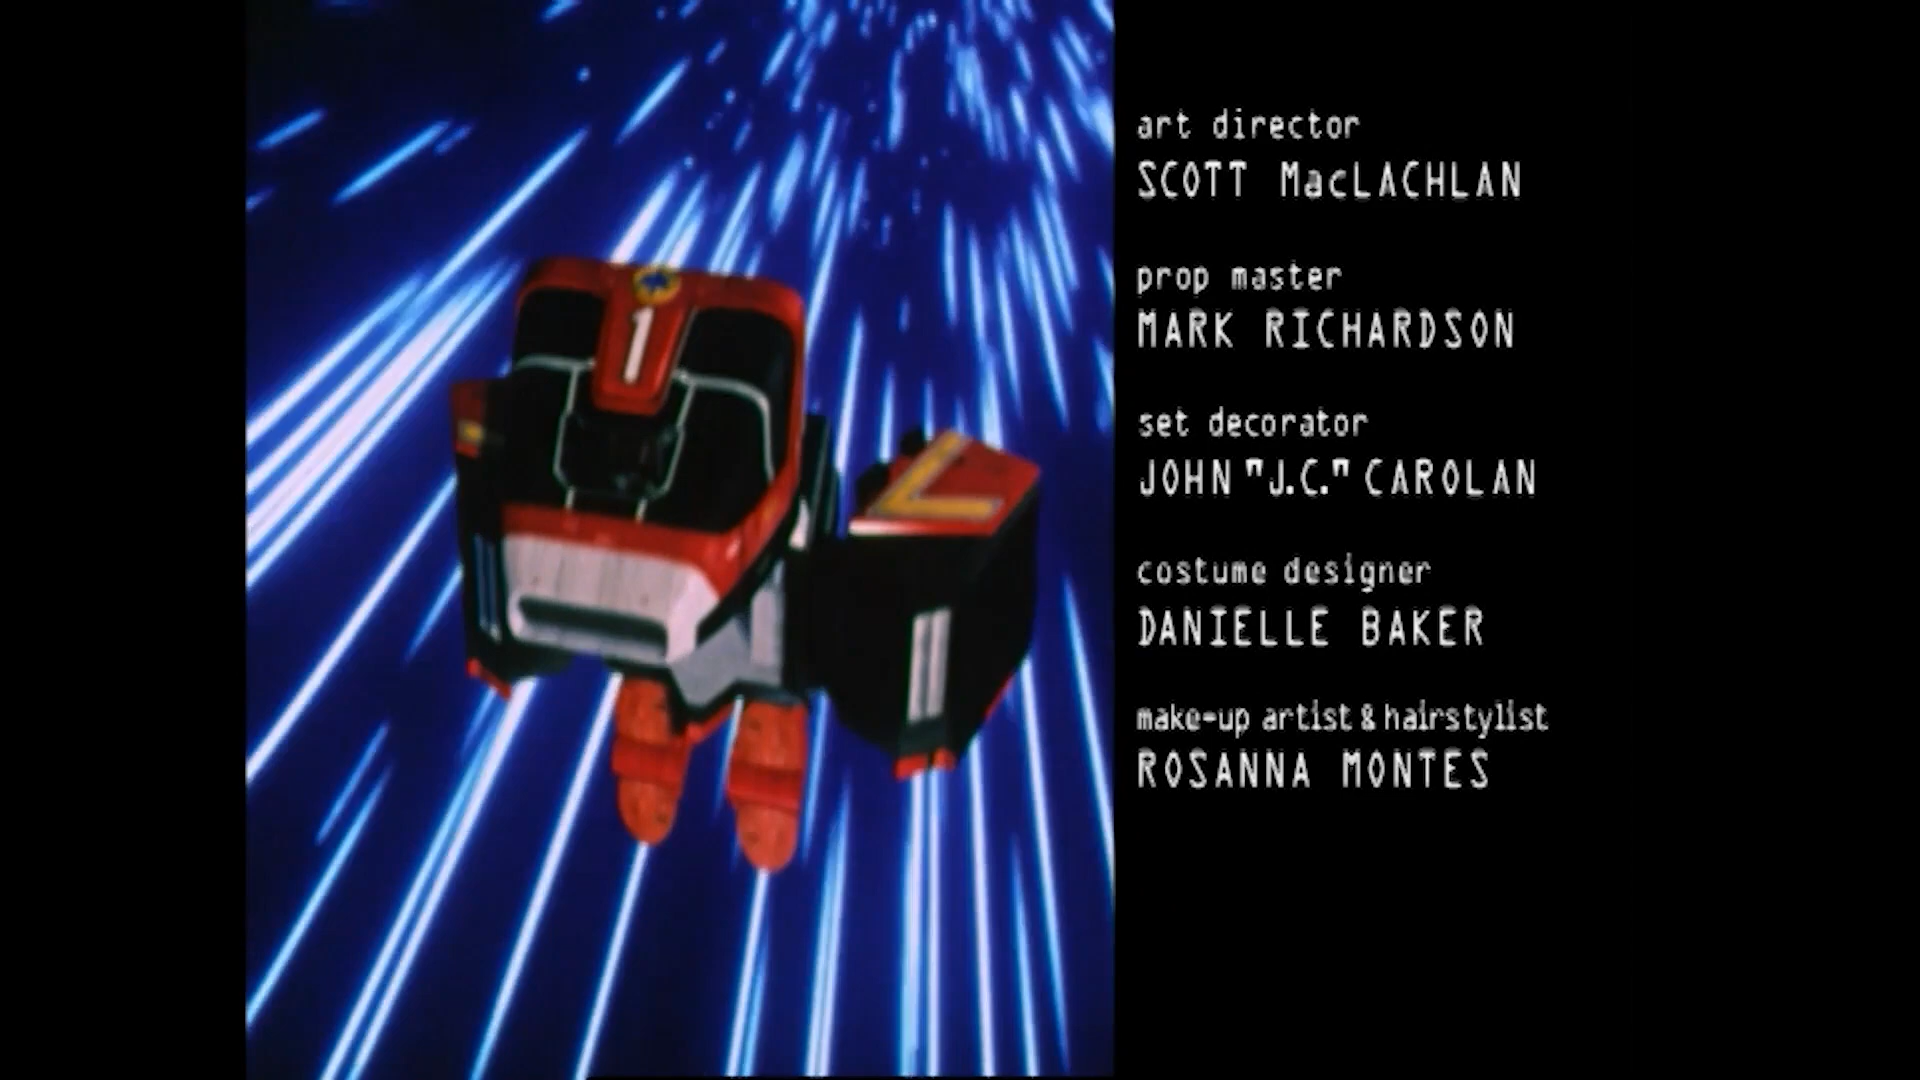 1
art director
SCOTT MacLACHLAN
prop master
MARK RICHARDSON
set decorator
JOHN "J.C." CAROLAN
costume designer
DANIELLE BAKER
make-up artist & hairstylist
ROSANNA MONTES